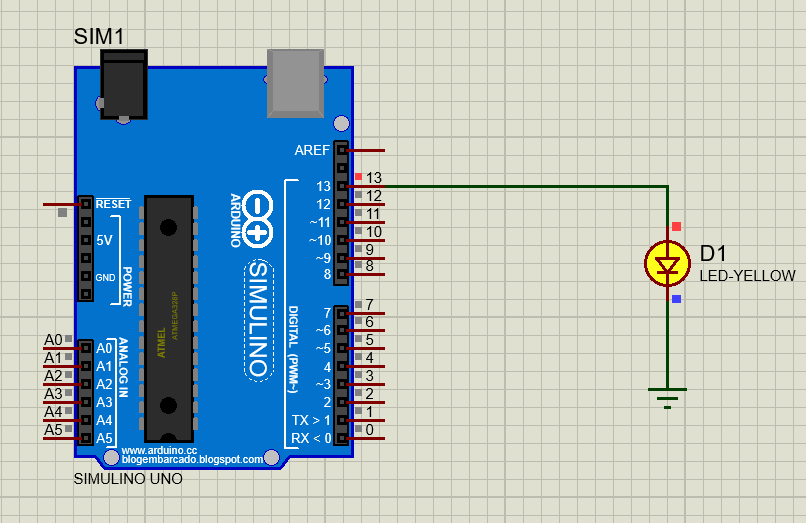 SIM1
AREF
RESET
5V
GND
POWER
ARDUINO
SIMULINO
13 13
12 12
~11 11
~10 10
~9 9
8 8
ATMEL
ATMEGA328P
DIGITAL (PWM~)
7 7
~6 6
~5 5
4 4
~3 3
2 2
TX > 1 1
RX < 0 0
A0 A0
A1 A1
A2 A2
A3 A3
A4 A4
A5 A5
ANALOG IN
www.arduino.cc
blogembarcado.blogspot.com
SIMULINO UNO
D1
LED-YELLOW